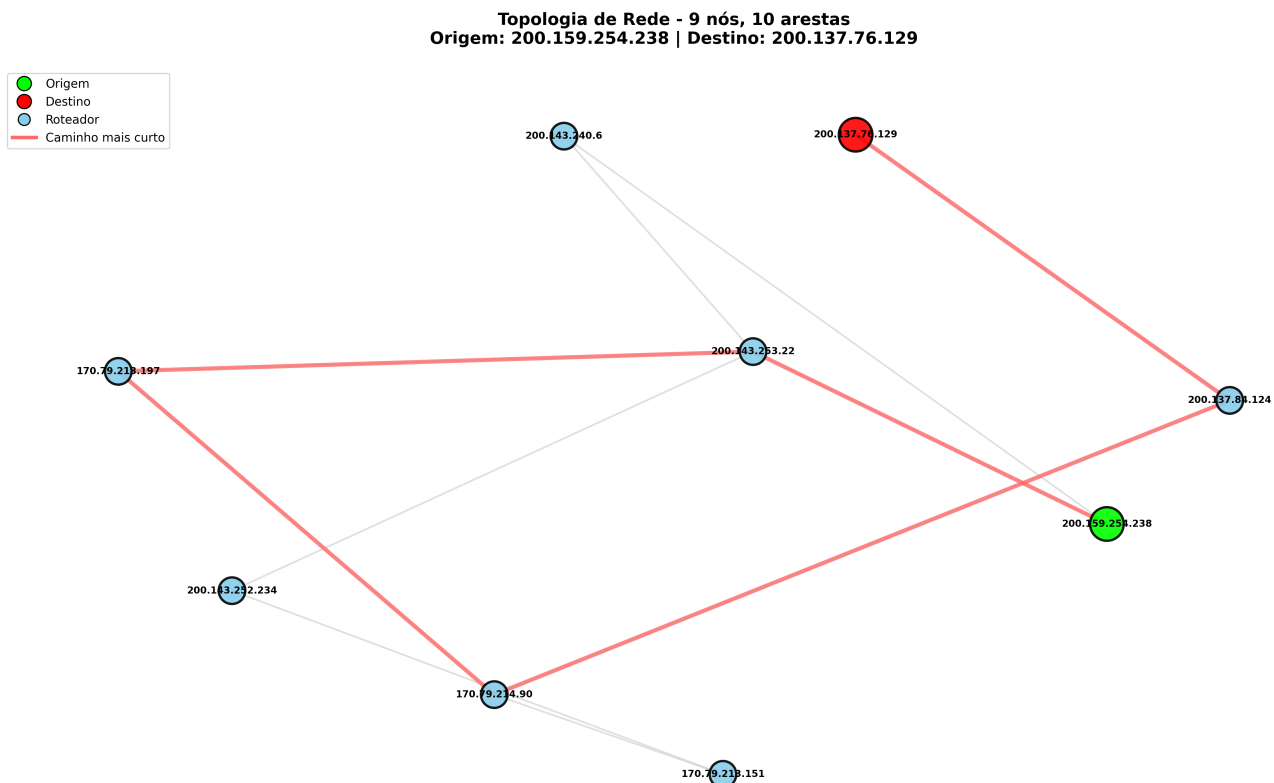 Topologia de Rede - 9 nós, 10 arestas
Origem: 200.159.254.238 | Destino: 200.137.76.129
Origem
Destino
Roteador
Caminho mais curto
200.143.240.6
200.137.76.129
200.143.253.22
170.79.213.197
200.137.84.124
200.159.254.238
200.143.252.234
170.79.214.90
170.79.213.151